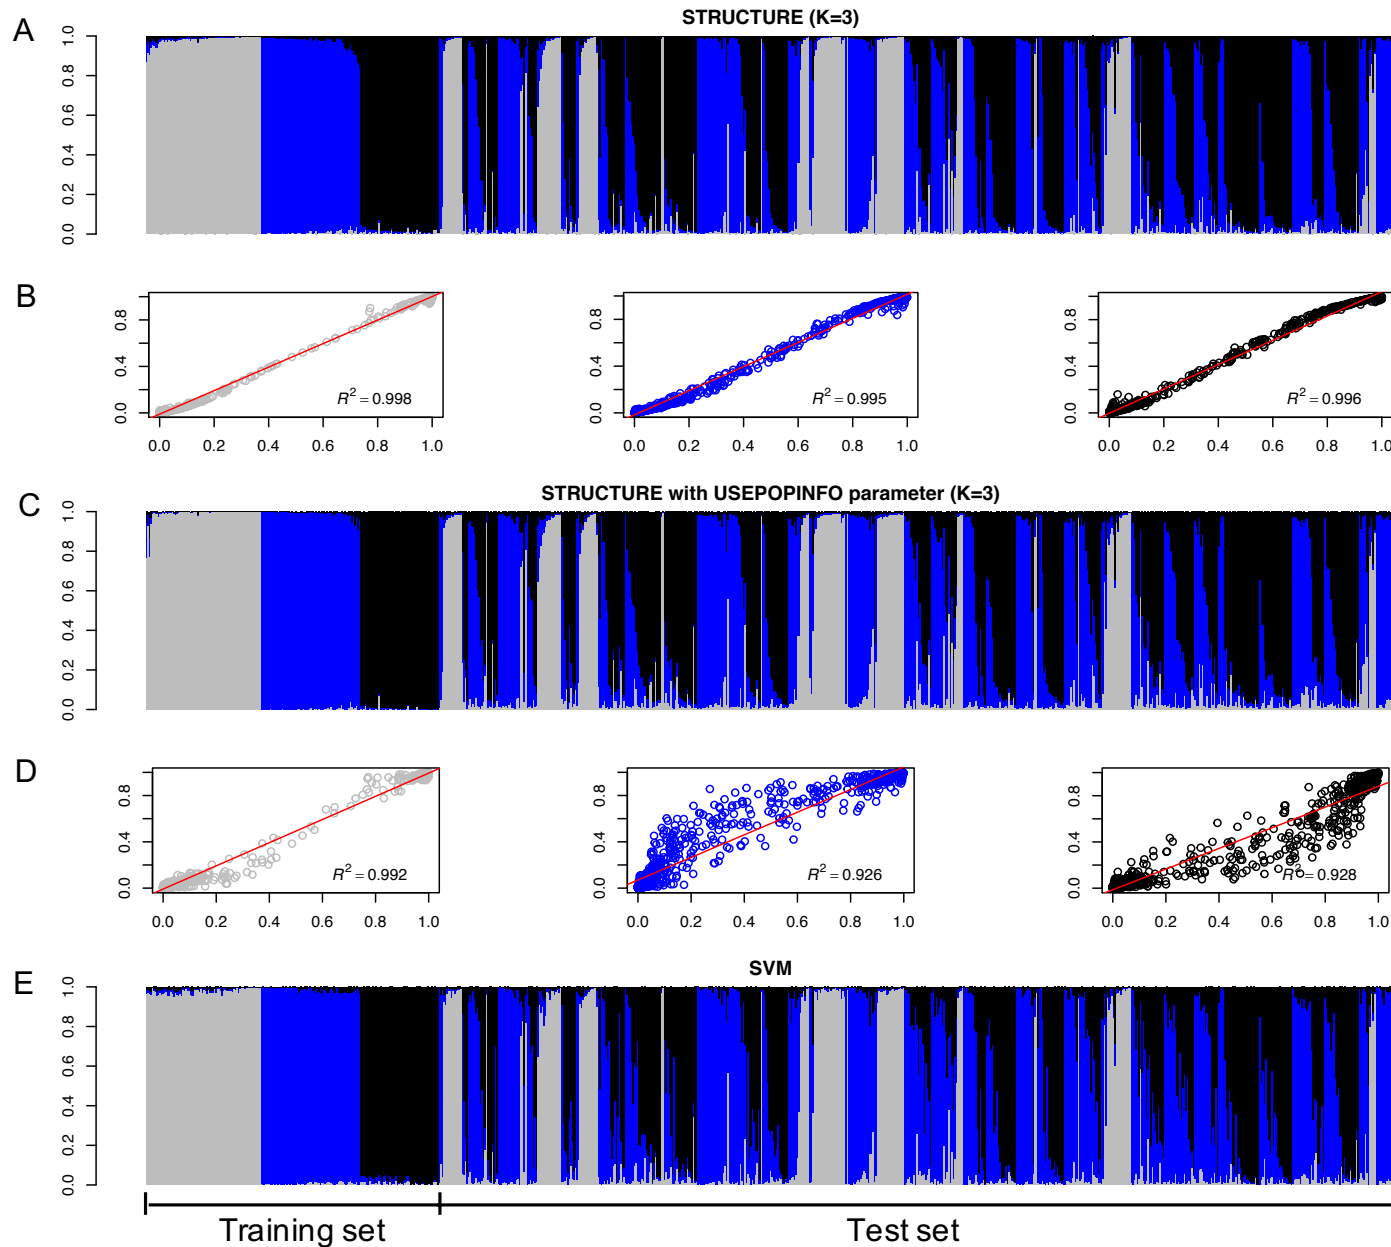 A
STRUCTURE (K=3)
1.0
0.8
0.6
0.4
0.2
0.0
B
0.8
0.4
0.0
R² = 0.998
0.0 0.2 0.4 0.6 0.8 1.0
0.8
0.4
0.0
R² = 0.995
0.0 0.2 0.4 0.6 0.8 1.0
0.8
0.4
0.0
R² = 0.996
0.0 0.2 0.4 0.6 0.8 1.0
C
STRUCTURE with USEPOPINFO parameter (K=3)
1.0
0.8
0.6
0.4
0.2
0.0
D
0.8
0.4
0.0
R² = 0.992
0.0 0.2 0.4 0.6 0.8 1.0
0.8
0.4
0.0
R² = 0.926
0.0 0.2 0.4 0.6 0.8 1.0
0.8
0.4
0.0
R² = 0.928
0.0 0.2 0.4 0.6 0.8 1.0
E
SVM
1.0
0.8
0.6
0.4
0.2
0.0
Training set
Test set